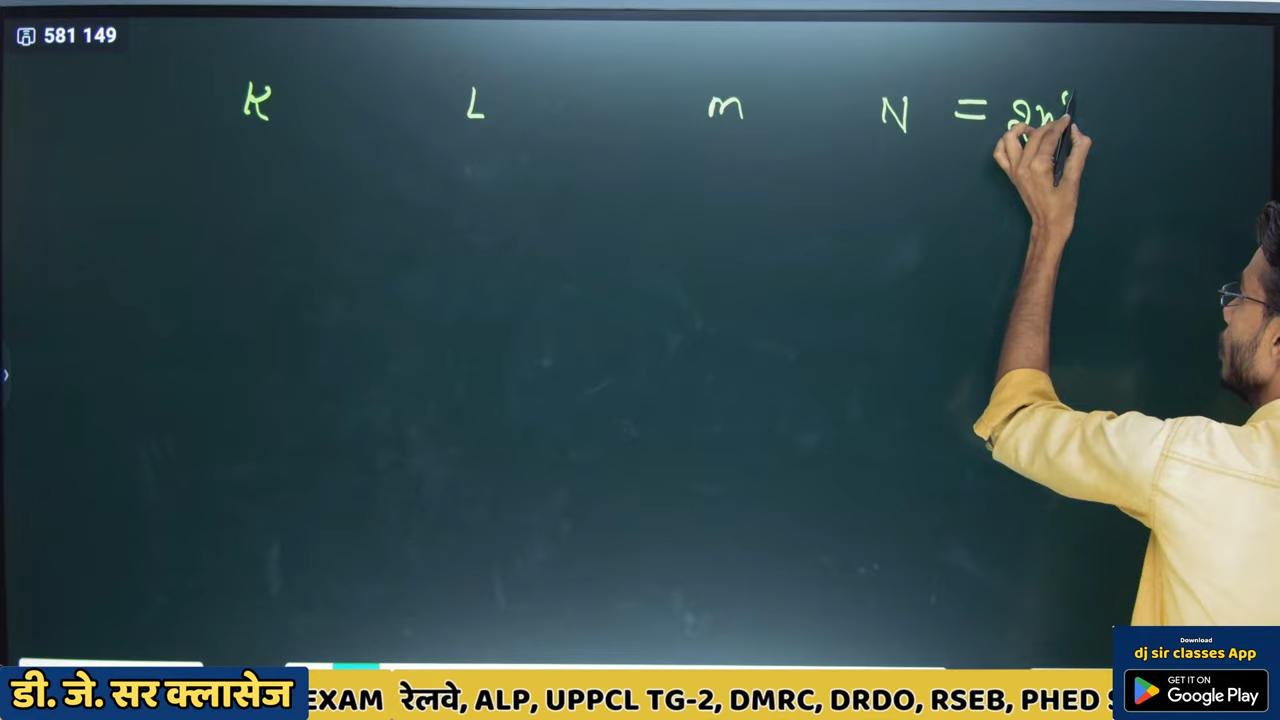 581 149
K L m N = 2n²
डी. जे. सर क्लासेज
EXAM रेलवे, ALP, UPPCL TG-2, DMRC, DRDO, RSEB, PHED S
Download
dj sir classes App
GET IT ON
Google Play